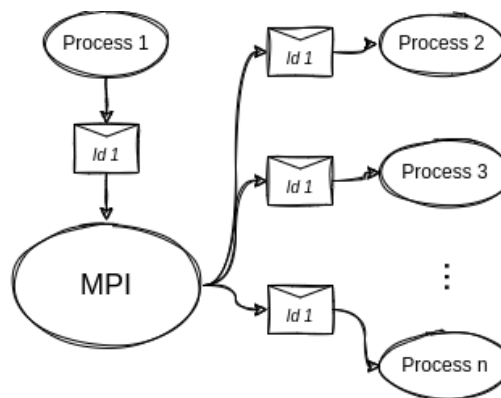 Process 1
Id 1
MPI
Id 1
Process 2
Id 1
Process 3
...
Id 1
Process n